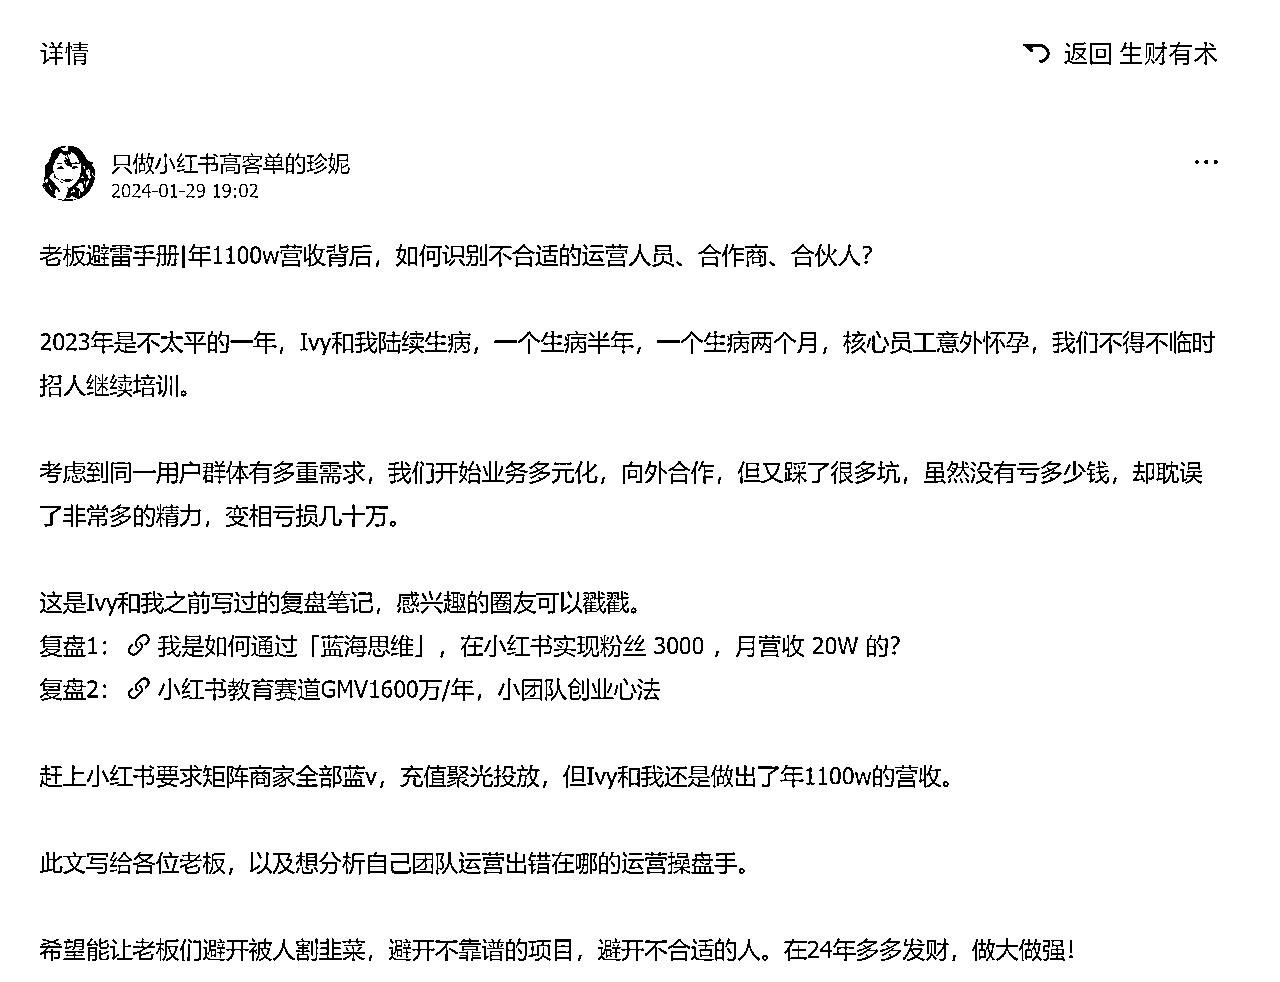 详情
返回 生财有术
只做小红书高客单的珍妮
2024-01-29 19:02
老板避雷手册|年1100w营收背后，如何识别不合适的运营人员、合作商、合伙人？
2023年是不太平的一年，Ivy和我陆续生病，一个生病半年，一个生病两个月，核心员工意外怀孕，我们不得不临时
招人继续培训。
考虑到同一用户群体有多重需求，我们开始业务多元化，向外合作，但又踩了很多坑，虽然没有亏多少钱，却耽误
了非常多的精力，变相亏损几十万。
这是Ivy和我之前写过的复盘笔记，感兴趣的圈友可以戳戳。
复盘1： 我是如何通过「蓝海思维」，在小红书实现粉丝 3000 ，月营收 20W 的？
复盘2： 小红书教育赛道GMV1600万/年，小团队创业心法
赶上小红书要求矩阵商家全部蓝v，充值聚光投放，但Ivy和我还是做出了年1100w的营收。
此文写给各位老板，以及想分析自己团队运营出错在哪的运营操盘手。
希望能让老板们避开被人割韭菜，避开不靠谱的项目，避开不合适的人。在24年多多发财，做大做强！